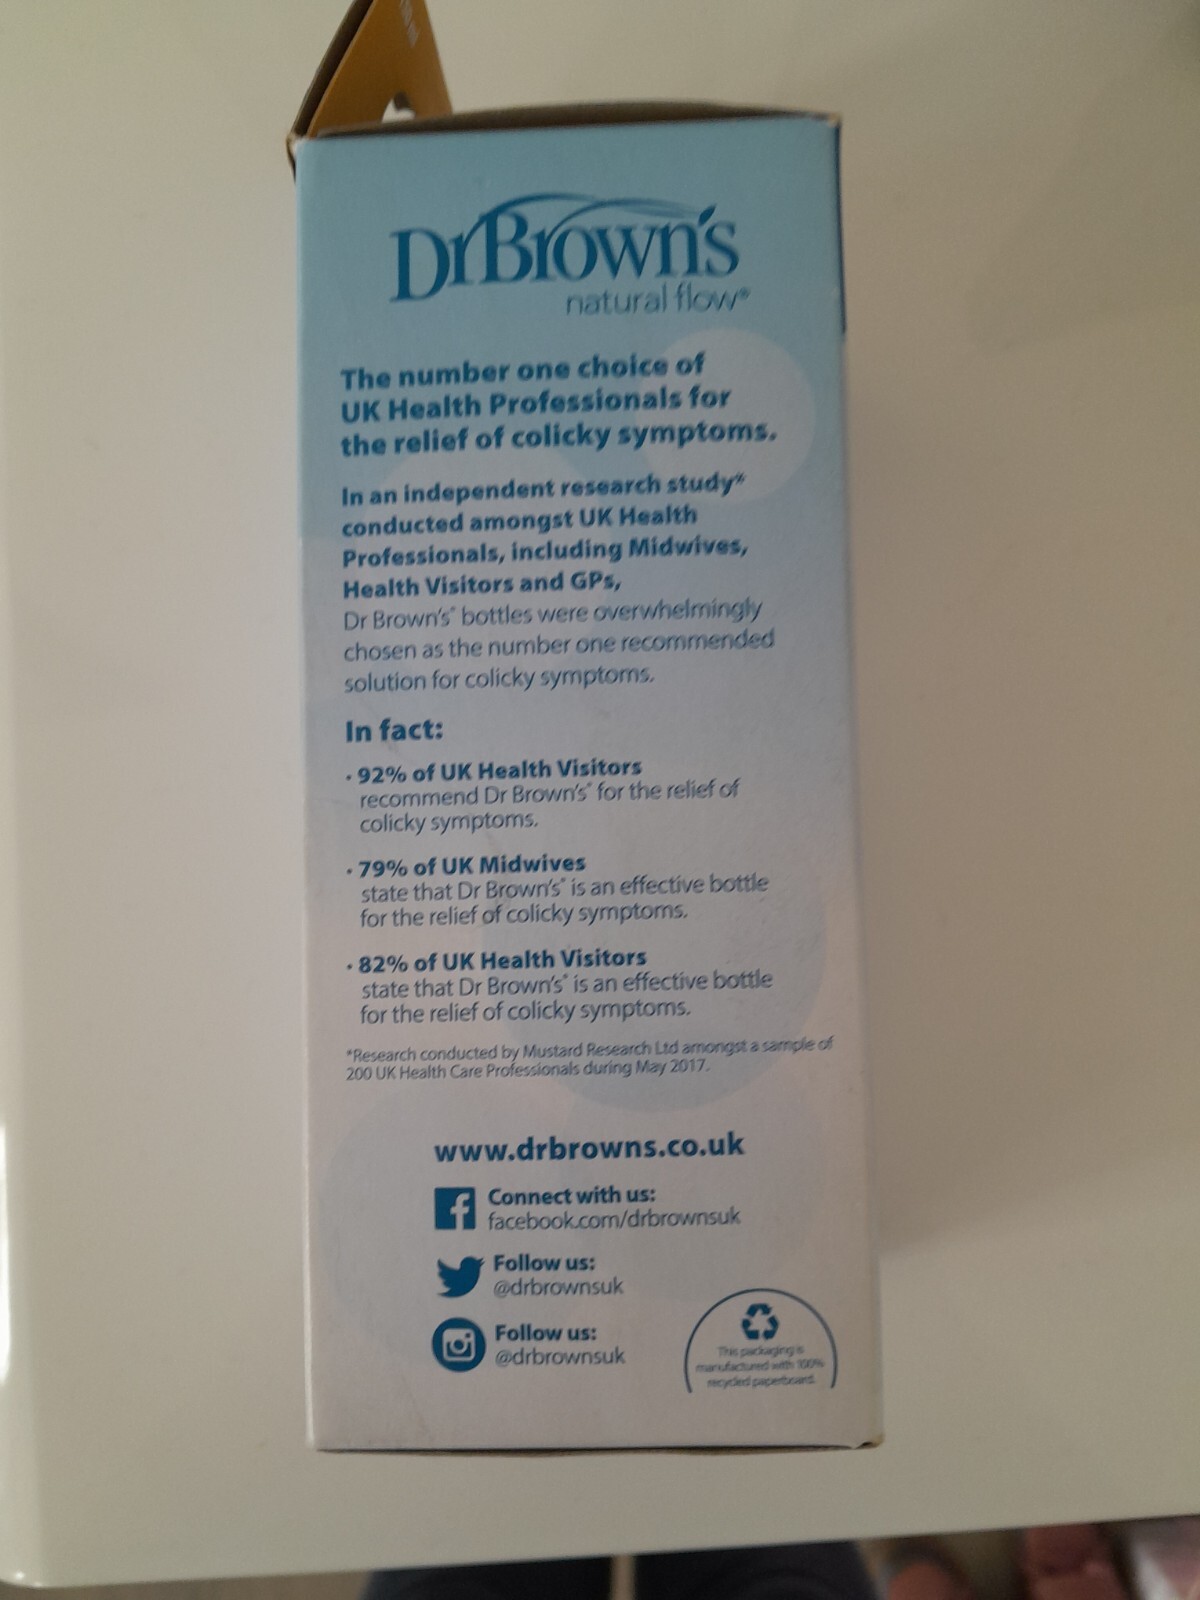 DrBrown's
natural flow®
The number one choice of
UK Health Professionals for
the relief of colicky symptoms.
In an independent research study*
conducted amongst UK Health
Professionals, including Midwives,
Health Visitors and GPs,
Dr Brown's® bottles were overwhelmingly
chosen as the number one recommended
solution for colicky symptoms.
In fact:
· 92% of UK Health Visitors
recommend Dr Brown's® for the relief of
colicky symptoms.
· 79% of UK Midwives
state that Dr Brown's® is an effective bottle
for the relief of colicky symptoms.
· 82% of UK Health Visitors
state that Dr Brown's® is an effective bottle
for the relief of colicky symptoms.
*Research conducted by Mustard Research Ltd amongst a sample of
200 UK Health Care Professionals during May 2017.
www.drbrowns.co.uk
Connect with us:
facebook.com/drbrownsuk
Follow us:
@drbrownsuk
Follow us:
@drbrownsuk
This packaging is
manufactured with 100%
recycled paperboard.